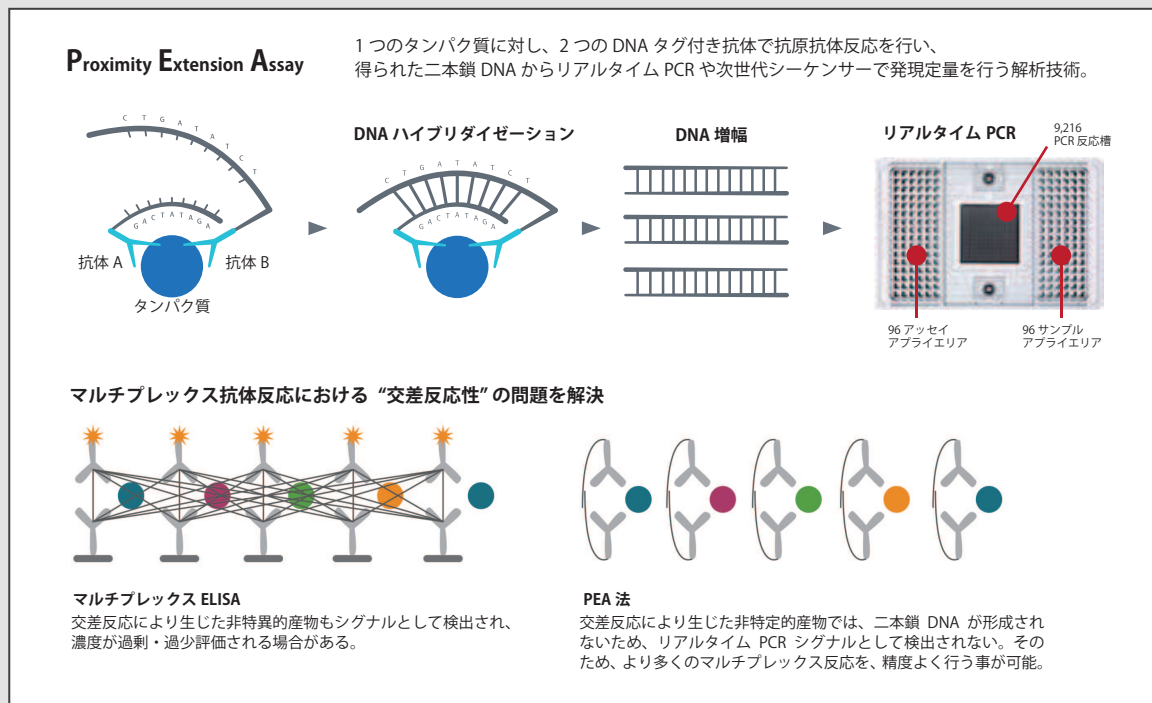 Proximity Extension Assay
1 つのタンパク質に対し、2 つの DNA タグ付き抗体で抗原抗体反応を行い、
得られた二本鎖 DNA からリアルタイム PCR や次世代シーケンサーで発現定量を行う解析技術。
C T G A T A T C T
G A C T A T A G A
抗体 A
抗体 B
タンパク質
DNA ハイブリダイゼーション
C T G A T A T C T
G A C T A T A G A
DNA 増幅
リアルタイム PCR
9,216
PCR 反応槽
96 アッセイ
アプライエリア
96 サンプル
アプライエリア
マルチプレックス抗体反応における “交差反応性” の問題を解決
マルチプレックス ELISA
交差反応により生じた非特異的産物もシグナルとして検出され、
濃度が過剰・過少評価される場合がある。
PEA 法
交差反応により生じた非特定的産物では、二本鎖 DNA が形成され
ないため、リアルタイム PCR シグナルとして検出されない。その
ため、より多くのマルチプレックス反応を、精度よく行う事が可能。